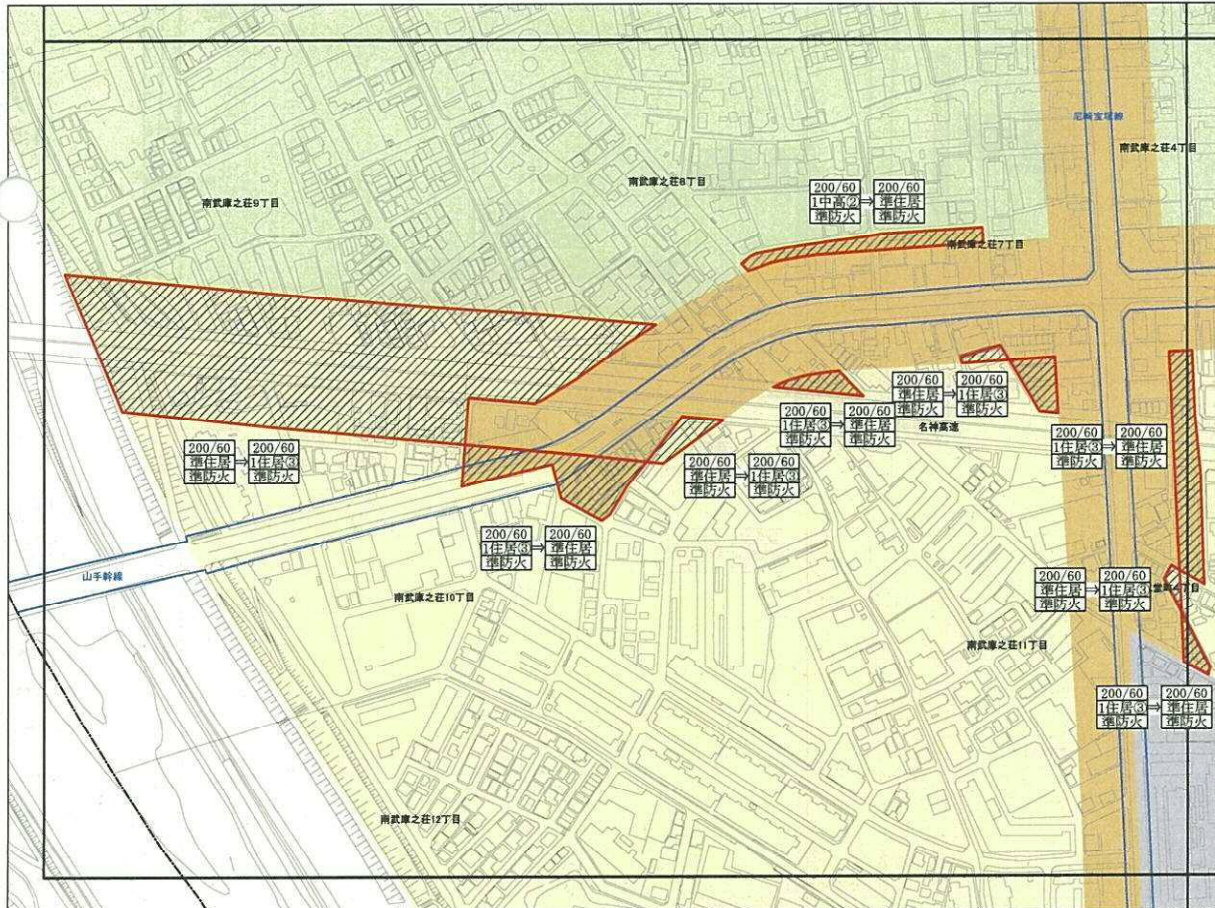 尼崎宝塚線
南武庫之荘4丁目
南武庫之荘8丁目
南武庫之荘9丁目
200/60 200/60
1中高② ⇒ 準住居
準防火 準防火
南武庫之荘7丁目
200/60 200/60
準住居 ⇒ 1住居③
準防火 準防火
200/60 200/60
1住居③ ⇒ 準住居
準防火 準防火
名神高速
200/60 200/60
1住居③ ⇒ 準住居
準防火 準防火
200/60 200/60
準住居 ⇒ 1住居③
準防火 準防火
200/60 200/60
準住居 ⇒ 1住居③
準防火 準防火
200/60 200/60
1住居③ ⇒ 準住居
準防火 準防火
山手幹線
200/60 200/60
準住居 ⇒ 1住居③
準防火 準防火
丁目
南武庫之荘10丁目
南武庫之荘11丁目
200/60 200/60
1住居③ ⇒ 準住居
準防火 準防火
南武庫之荘12丁目